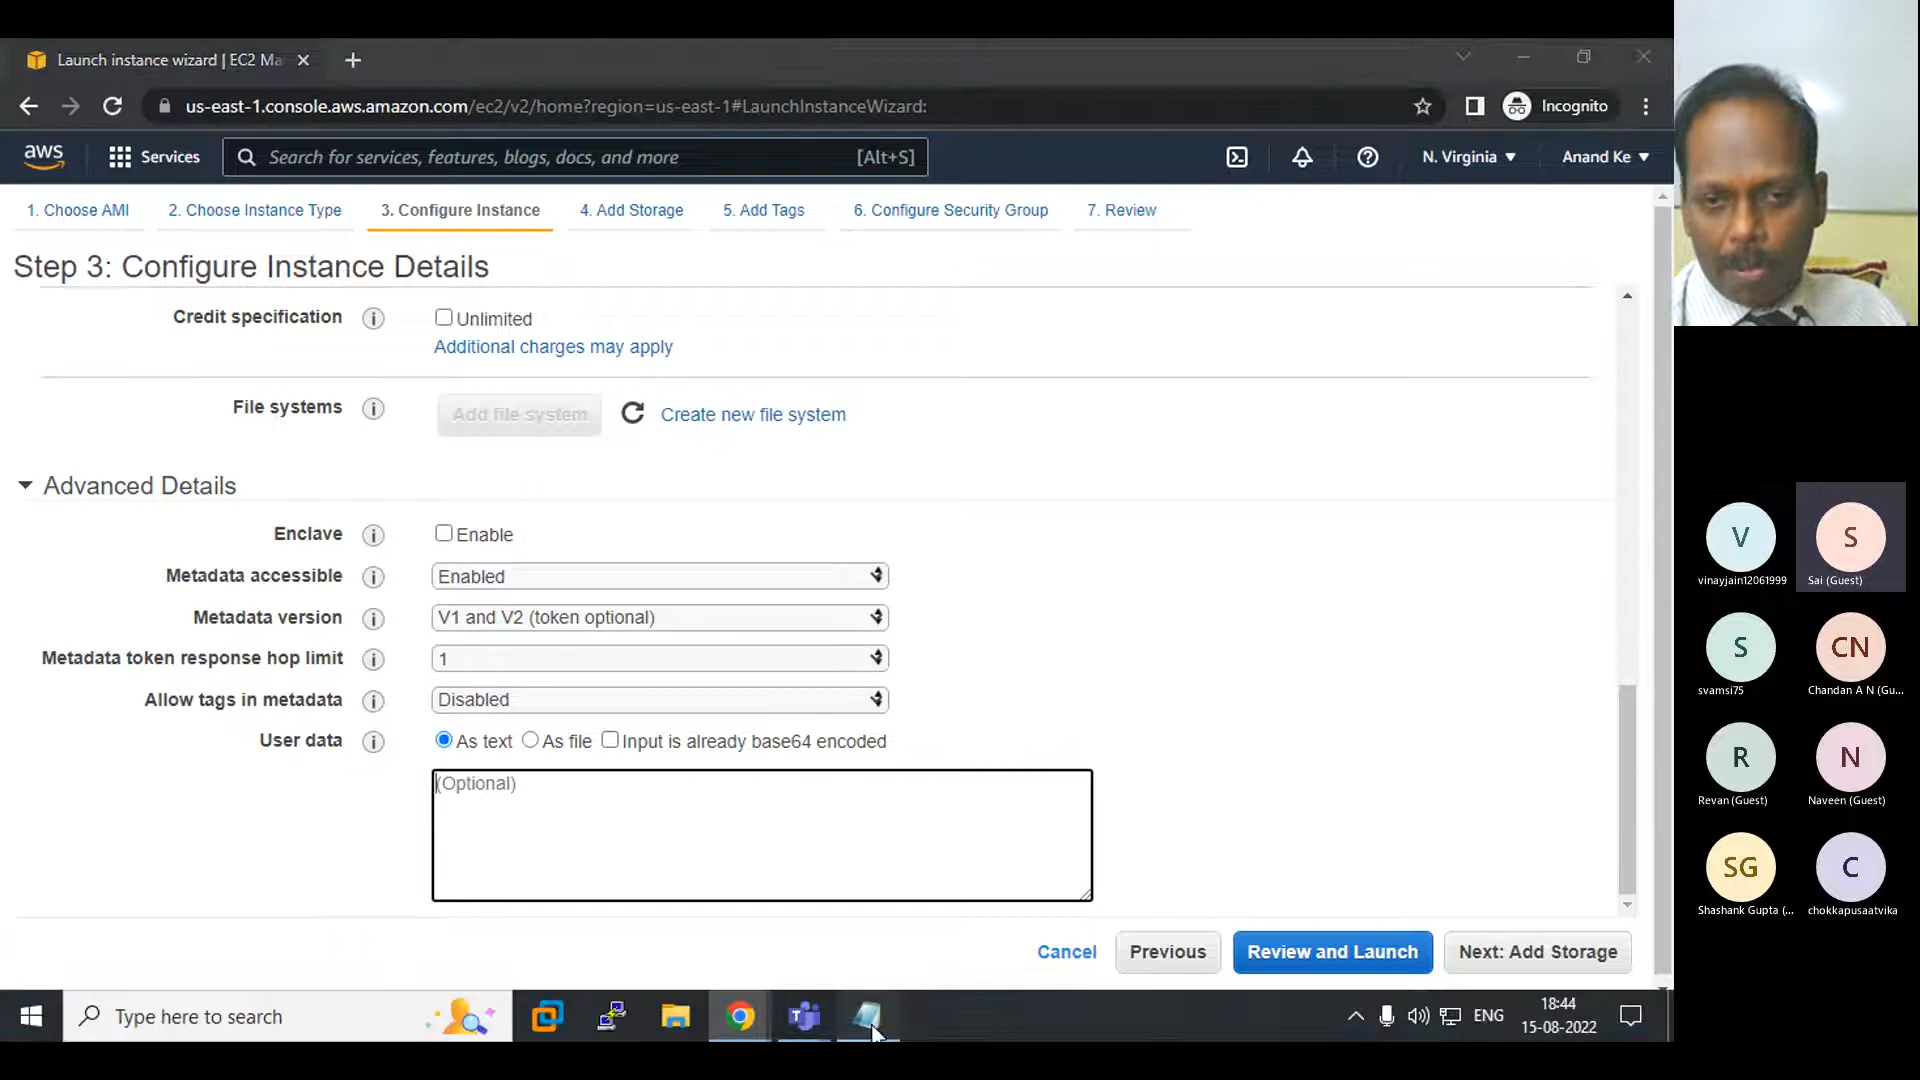 Launch instance wizard | EC2 Ma
us-east-1.console.aws.amazon.com/ec2/v2/home?region=us-east-1#LaunchInstanceWizard:
Incognito
aws
Services
Search for services, features, blogs, docs, and more
[Alt+S]
N. Virginia
Anand Ke
1. Choose AMI
2. Choose Instance Type
3. Configure Instance
4. Add Storage
5. Add Tags
6. Configure Security Group
7. Review
Step 3: Configure Instance Details
Credit specification
Unlimited
Additional charges may apply
File systems
Add file system
Create new file system
Advanced Details
Enclave
Enable
Metadata accessible
Enabled
Metadata version
V1 and V2 (token optional)
Metadata token response hop limit
1
Allow tags in metadata
Disabled
User data
As text
As file
Input is already base64 encoded
(Optional)
Cancel
Previous
Review and Launch
Next: Add Storage
Type here to search
ENG
18:44
15-08-2022
V
vinayjain12061999
S
Sai (Guest)
S
svamsi75
CN
Chandan A N (Gu...
R
Revan (Guest)
N
Naveen (Guest)
SG
Shashank Gupta (...
C
chokkapusaatvika